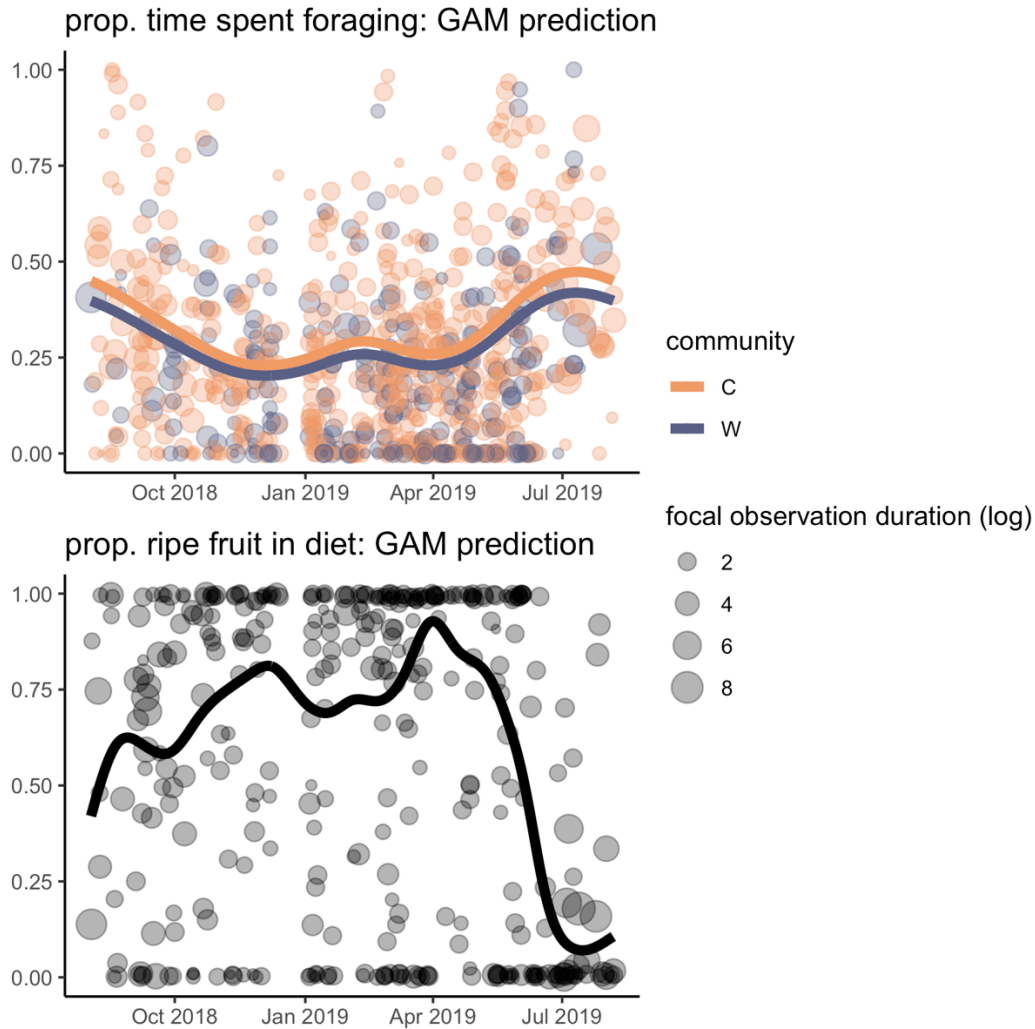 prop. time spent foraging: GAM prediction
1.00
0.75
0.50
0.25
0.00
Oct 2018 Jan 2019 Apr 2019 Jul 2019
community
C
W
focal observation duration (log)
2
4
6
8
prop. ripe fruit in diet: GAM prediction
1.00
0.75
0.50
0.25
0.00
Oct 2018 Jan 2019 Apr 2019 Jul 2019